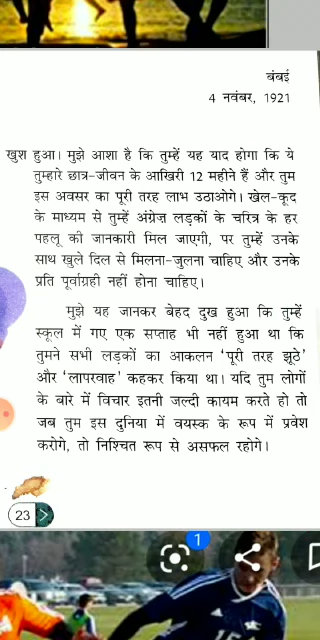 बंबई
4 नवंबर, 1921
खुश हुआ। मुझे आशा है कि तुम्हें यह याद होगा कि ये
तुम्हारे छात्र-जीवन के आखिरी 12 महीने हैं और तुम
इस अवसर का पूरी तरह लाभ उठाओगे। खेल-कूद
के माध्यम से तुम्हें अंग्रेज़ लड़कों के चरित्र के हर
पहलू की जानकारी मिल जाएगी, पर तुम्हें उनके
साथ खुले दिल से मिलना-जुलना चाहिए और उनके
प्रति पूर्वाग्रही नहीं होना चाहिए।
मुझे यह जानकर बेहद दुख हुआ कि तुम्हें
स्कूल में गए एक सप्ताह भी नहीं हुआ था कि
तुमने सभी लड़कों का आकलन 'पूरी तरह झूठे'
और 'लापरवाह' कहकर किया था। यदि तुम लोगों
के बारे में विचार इतनी जल्दी कायम करते हो तो
जब तुम इस दुनिया में वयस्क के रूप में प्रवेश
करोगे, तो निश्चित रूप से असफल रहोगे।
23
1